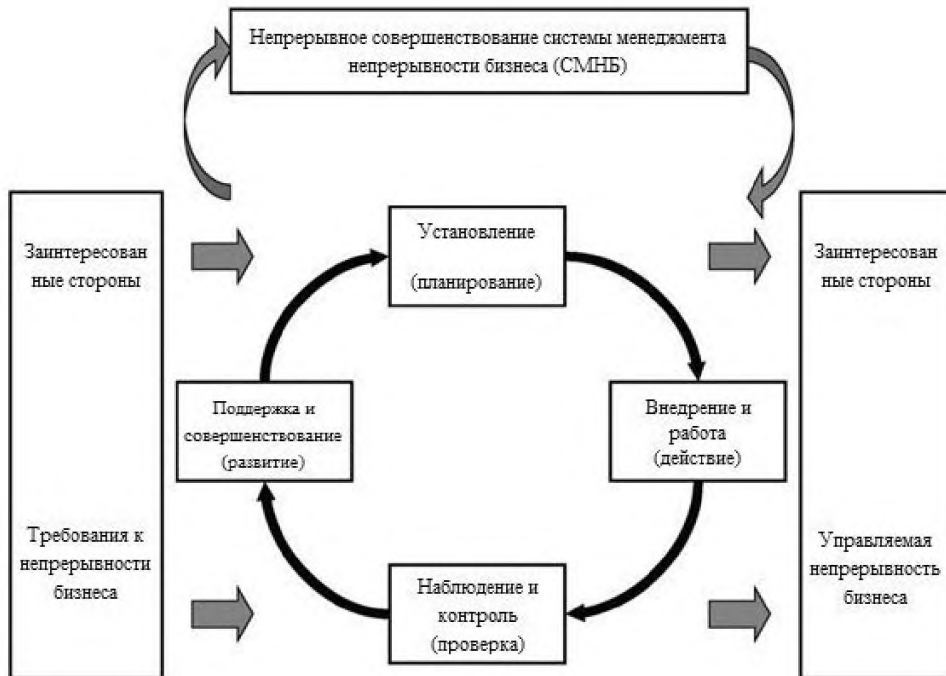 Непрерывное совершенствование системы менеджмента
непрерывности бизнеса (СМНБ)
Заинтересован
ные стороны
Требования к
непрерывности
бизнеса
Установление
(планирование)
Поддержка и
совершенствование
(развитие)
Внедрение и
работа
(действие)
Наблюдение и
контроль
(проверка)
Заинтересован
ные стороны
Управляемая
непрерывность
бизнеса